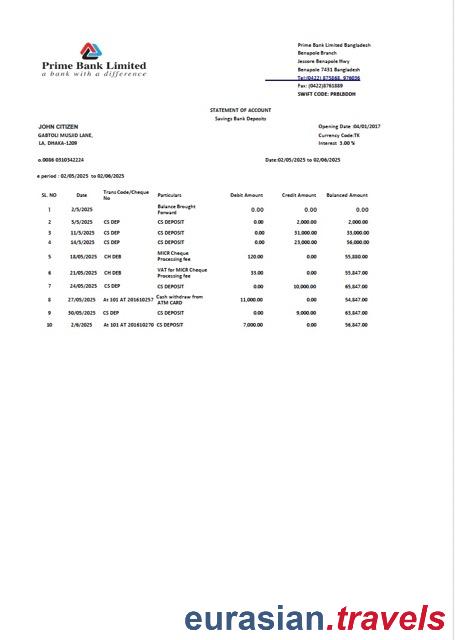 Prime Bank Limited
a bank with a difference
Prime Bank Limited Bangladesh
Benapole Branch
Jessore Benapole Hwy
Benapole 7431 Bangladesh
Tel:(0422) 875868, 976036
Fax: (0422)8761889
SWIFT CODE: PRBLBDDH
STATEMENT OF ACCOUNT
Savings Bank Deposits
JOHN CITIZEN
GABTOLI MUSJID LANE,
LA, DHAKA-1209
Opening Date :04/01/2017
Currency Code:TK
Interest 3.00 %
o.0086 0310342224
Date:02/05/2025 to 02/06/2025
e period : 02/05/2025 to 02/06/2025
SL. NO Date Trans Code/Cheque No Particulars Debit Amount Credit Amount Balanced Amount
1 2/5/2025 Balance Brought Forward 0.00 0.00 0.00
2 5/5/2025 CS DEP CS DEPOSIT 0.00 2,000.00 2,000.00
3 11/5/2025 CS DEP CS DEPOSIT 0.00 31,000.00 33,000.00
4 14/5/2025 CS DEP CS DEPOSIT 0.00 23,000.00 56,000.00
5 18/05/2025 CH DEB MICR Cheque Processing fee 120.00 0.00 55,880.00
6 21/05/2025 CH DEB VAT for MICR Cheque Processing fee 33.00 0.00 55,847.00
7 24/05/2025 CS DEP CS DEPOSIT 0.00 10,000.00 65,847.00
8 27/05/2025 At 101 AT 201610257 Cash withdraw from ATM CARD 11,000.00 0.00 54,847.00
9 30/05/2025 CS DEP CS DEPOSIT 0.00 9,000.00 63,847.00
10 2/6/2025 At 101 AT 201610270 CS DEPOSIT 7,000.00 0.00 56,847.00
eurasian.travels